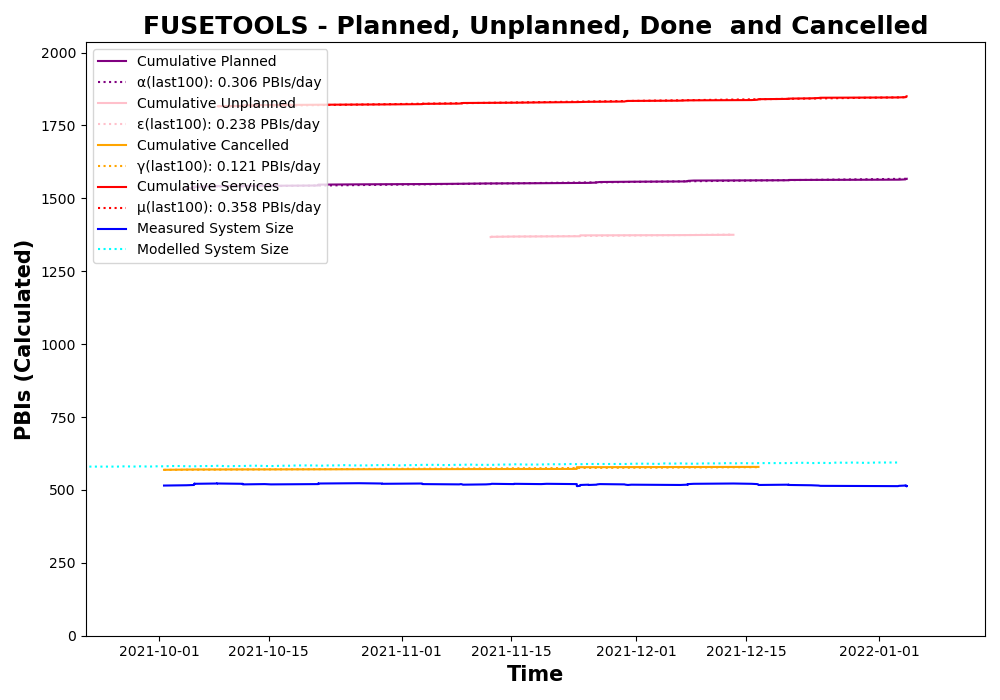 FUSETOOLS - Planned, Unplanned, Done  and Cancelled
PBIs (Calculated)
2000
1750
1500
1250
1000
750
500
250
0
Cumulative Planned
α(last100): 0.306 PBIs/day
Cumulative Unplanned
ε(last100): 0.238 PBIs/day
Cumulative Cancelled
γ(last100): 0.121 PBIs/day
Cumulative Services
μ(last100): 0.358 PBIs/day
Measured System Size
Modelled System Size
2021-10-01 2021-10-15 2021-11-01 2021-11-15 2021-12-01 2021-12-15 2022-01-01
Time